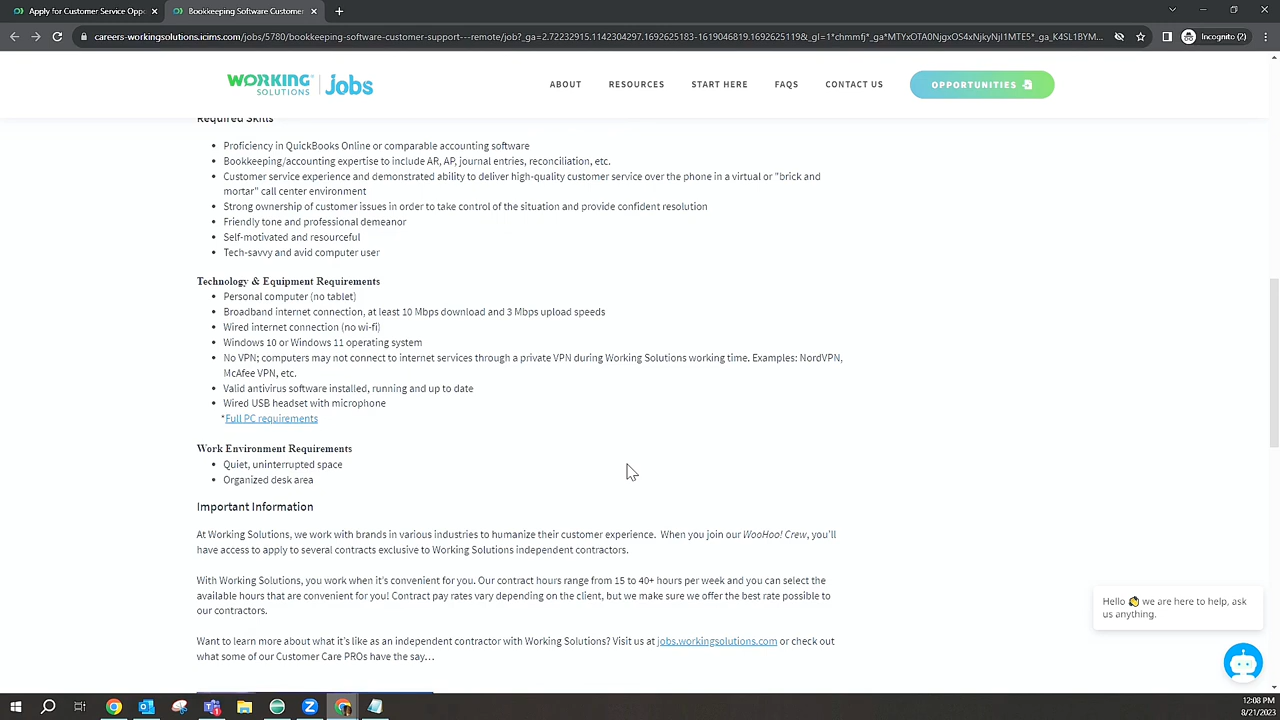 Apply for Customer Service Opp
Bookkeeping Software Customer
careers-workingsolutions.icims.com/jobs/5780/bookkeeping-software-customer-support---remote/job?_ga=2.72232915.1142304297.1692625183-1619046819.1692625119&_gl=1*chmmfj*_ga*MTYxOTA0NjgxOS4xNjkyNjI1MTE5*_ga_K4SL1BYM...
Incognito (2)
WORKING SOLUTIONS | jobs
ABOUT RESOURCES START HERE FAQS CONTACT US OPPORTUNITIES
Required Skills
• Proficiency in QuickBooks Online or comparable accounting software
• Bookkeeping/accounting expertise to include AR, AP, journal entries, reconciliation, etc.
• Customer service experience and demonstrated ability to deliver high-quality customer service over the phone in a virtual or "brick and
mortar" call center environment
• Strong ownership of customer issues in order to take control of the situation and provide confident resolution
• Friendly tone and professional demeanor
• Self-motivated and resourceful
• Tech-savvy and avid computer user
Technology & Equipment Requirements
• Personal computer (no tablet)
• Broadband internet connection, at least 10 Mbps download and 3 Mbps upload speeds
• Wired internet connection (no wi-fi)
• Windows 10 or Windows 11 operating system
• No VPN; computers may not connect to internet services through a private VPN during Working Solutions working time. Examples: NordVPN,
McAfee VPN, etc.
• Valid antivirus software installed, running and up to date
• Wired USB headset with microphone
*Full PC requirements
Work Environment Requirements
• Quiet, uninterrupted space
• Organized desk area
Important Information
At Working Solutions, we work with brands in various industries to humanize their customer experience. When you join our WooHoo! Crew, you'll
have access to apply to several contracts exclusive to Working Solutions independent contractors.
With Working Solutions, you work when it's convenient for you. Our contract hours range from 15 to 40+ hours per week and you can select the
available hours that are convenient for you! Contract pay rates vary depending on the client, but we make sure we offer the best rate possible to
our contractors.
Want to learn more about what it's like as an independent contractor with Working Solutions? Visit us at jobs.workingsolutions.com or check out
what some of our Customer Care PROs have the say...
Hello 👋 we are here to help, ask
us anything.
12:08 PM
8/21/2023